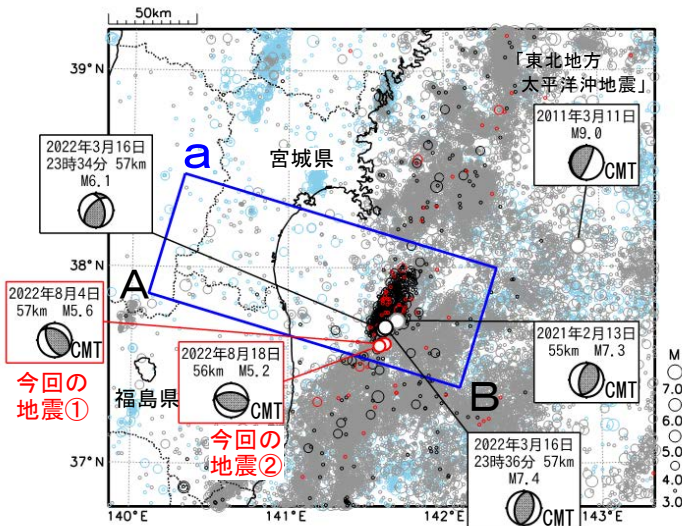 50km
39°N
38°N
37°N
140°E
141°E
142°E
143°E
「東北地方
太平洋沖地震」
2011年3月11日
M9.0
CMT
2022年3月16日
23時34分 57km
M6.1
a
宮城県
A
2022年8月4日
57km M5.6
CMT
今回の
地震①
福島県
2022年8月18日
56km M5.2
CMT
今回の
地震②
B
2021年2月13日
55km M7.3
CMT
2022年3月16日
23時36分 57km
M7.4
CMT
M
7.0
6.0
5.0
4.0
3.0